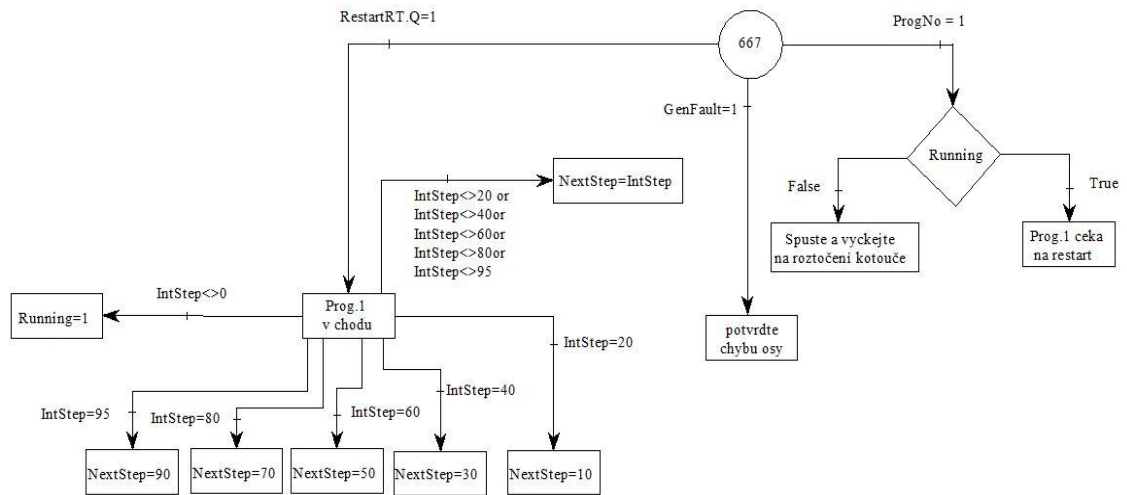 RestartRT.Q=1
667
ProgNo = 1
GenFault=1
Running
False
True
Spuste a vyckejte
na roztočeni kotouče
Prog.1 ceka
na restart
NextStep=IntStep
IntStep<>20 or
IntStep<>40or
IntStep<>60or
IntStep<>80or
IntStep<>95
IntStep<>0
Running=1
Prog.1
v chodu
potvrdte
chybu osy
IntStep=20
IntStep=40
IntStep=60
IntStep=80
IntStep=95
NextStep=90
NextStep=70
NextStep=50
NextStep=30
NextStep=10